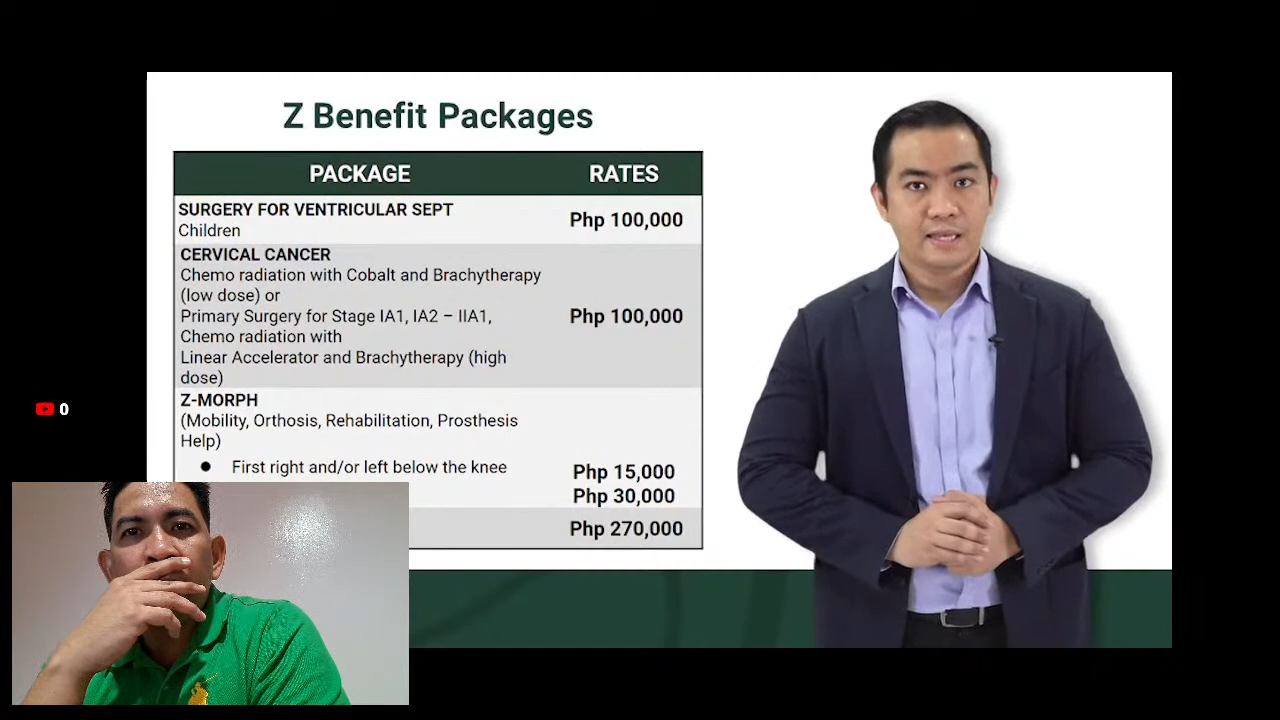 Z Benefit Packages
PACKAGE RATES
SURGERY FOR VENTRICULAR SEPT
Children
Php 100,000
CERVICAL CANCER
Chemo radiation with Cobalt and Brachytherapy
(low dose) or
Primary Surgery for Stage IA1, IA2 – IIA1,
Chemo radiation with
Linear Accelerator and Brachytherapy (high
dose)
Php 100,000
Z-MORPH
(Mobility, Orthosis, Rehabilitation, Prosthesis
Help)
● First right and/or left below the knee
Php 15,000
Php 30,000
Php 270,000
0